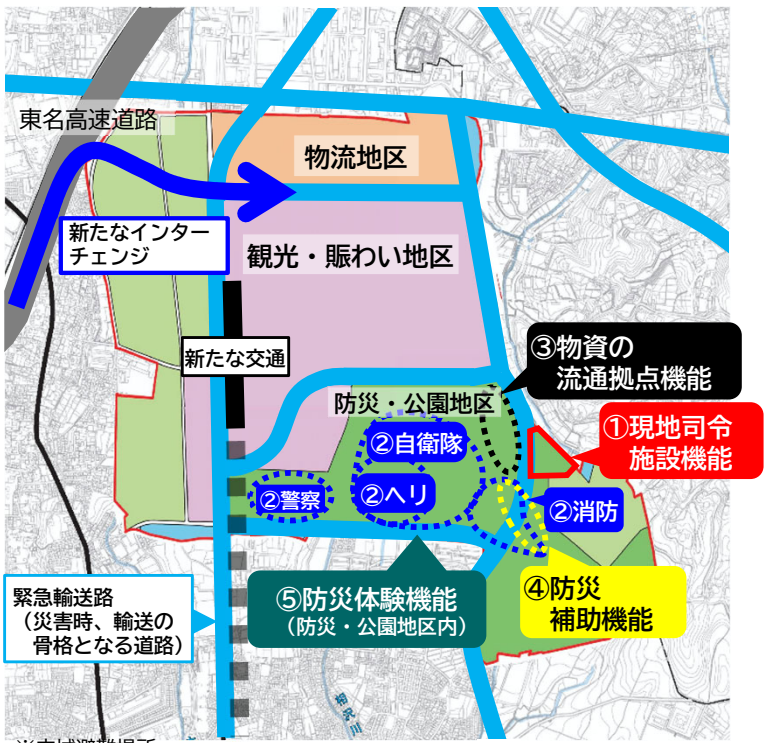 東名高速道路
物流地区
新たなインター
チェンジ
観光・賑わい地区
新たな交通
③物資の
流通拠点機能
防災・公園地区
①現地司令
施設機能
②自衛隊
②警察
②ヘリ
②消防
⑤防災体験機能
(防災・公園地区内)
④防災
補助機能
緊急輸送路
(災害時、輸送の
骨格となる道路)